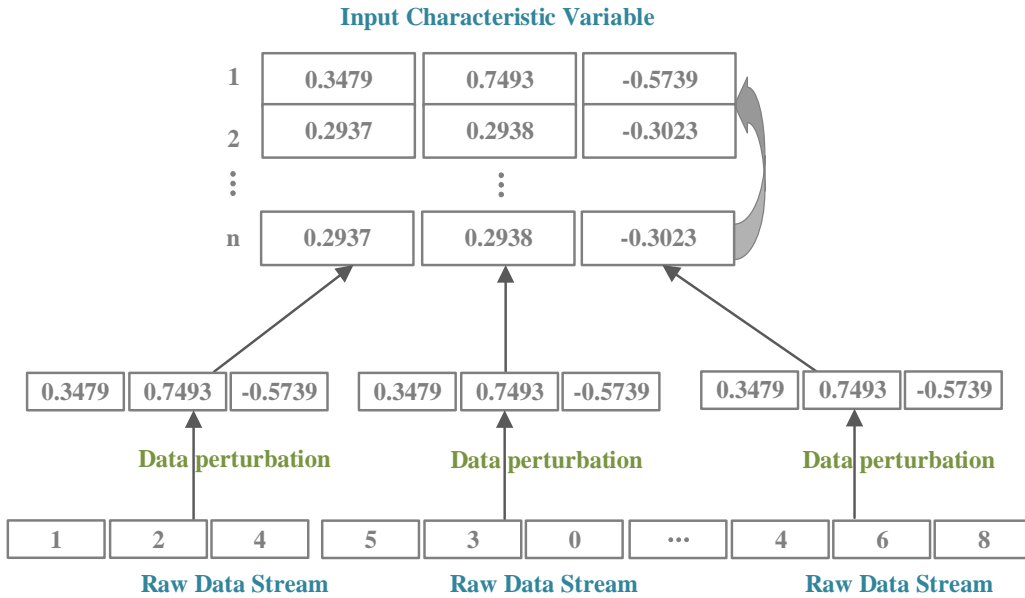 Input Characteristic Variable
1 0.3479 0.7493 -0.5739
2 0.2937 0.2938 -0.3023
⋮ ⋮
n 0.2937 0.2938 -0.3023
0.3479 0.7493 -0.5739 0.3479 0.7493 -0.5739 0.3479 0.7493 -0.5739
Data perturbation Data perturbation Data perturbation
1 2 4 5 3 0 ··· 4 6 8
Raw Data Stream Raw Data Stream Raw Data Stream